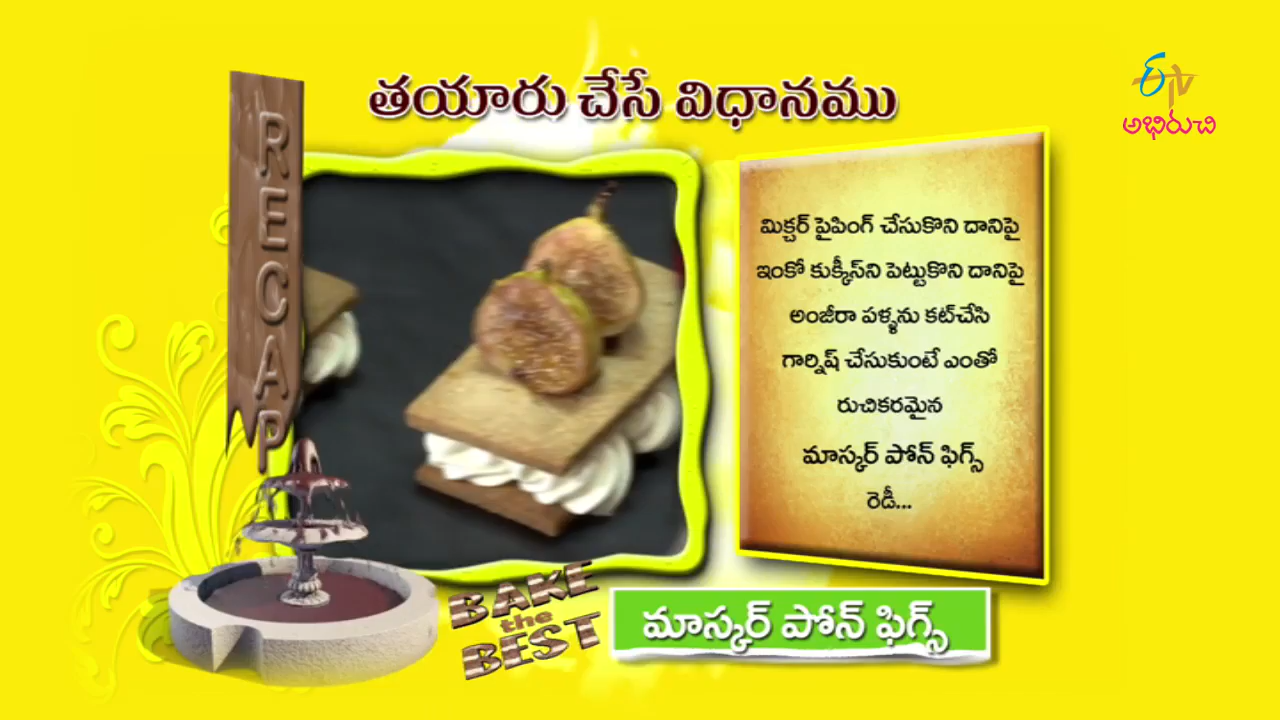 తయారు చేసే విధానము
ETV
అభిరుచి
RECAP
మిక్చర్ పైపింగ్ చేసుకొని దానిపై
ఇంకో కుక్కీస్‌ని పెట్టుకొని దానిపై
అంజీరా పళ్ళను కట్‌చేసి
గార్నిష్ చేసుకుంటే ఎంతో
రుచికరమైన
మాస్కర్ పోన్ ఫిగ్స్
రెడీ...
BAKE
the
BEST
మాస్కర్ పోన్ ఫిగ్స్